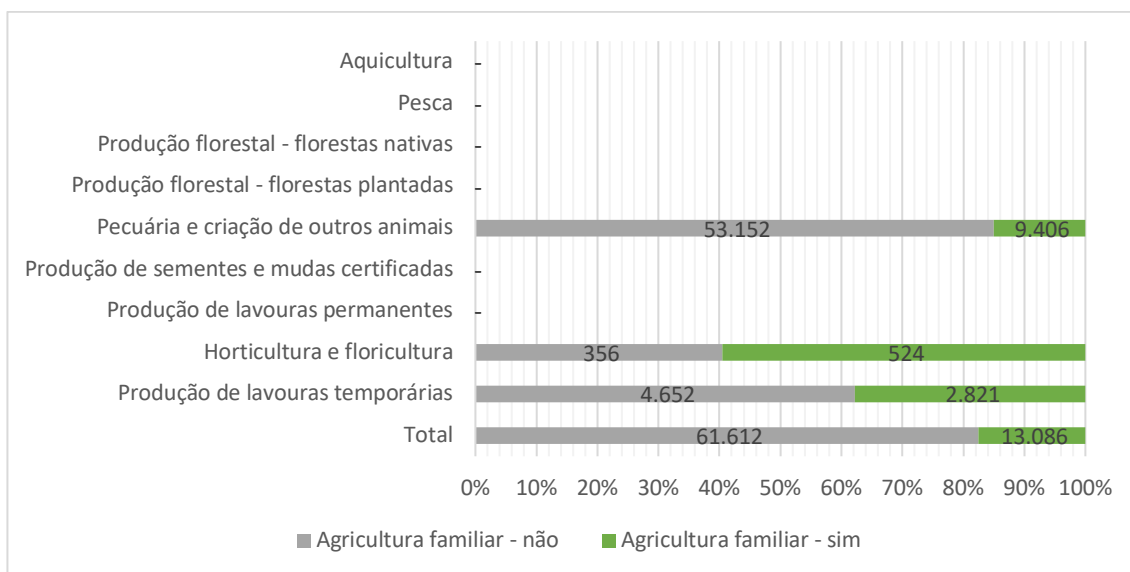 Aquicultura -
Pesca -
Produção florestal - florestas nativas -
Produção florestal - florestas plantadas -
Pecuária e criação de outros animais 53.152 9.406
Produção de sementes e mudas certificadas -
Produção de lavouras permanentes -
Horticultura e floricultura 356 524
Produção de lavouras temporárias 4.652 2.821
Total 61.612 13.086
0% 10% 20% 30% 40% 50% 60% 70% 80% 90% 100%
Agricultura familiar - não Agricultura familiar - sim